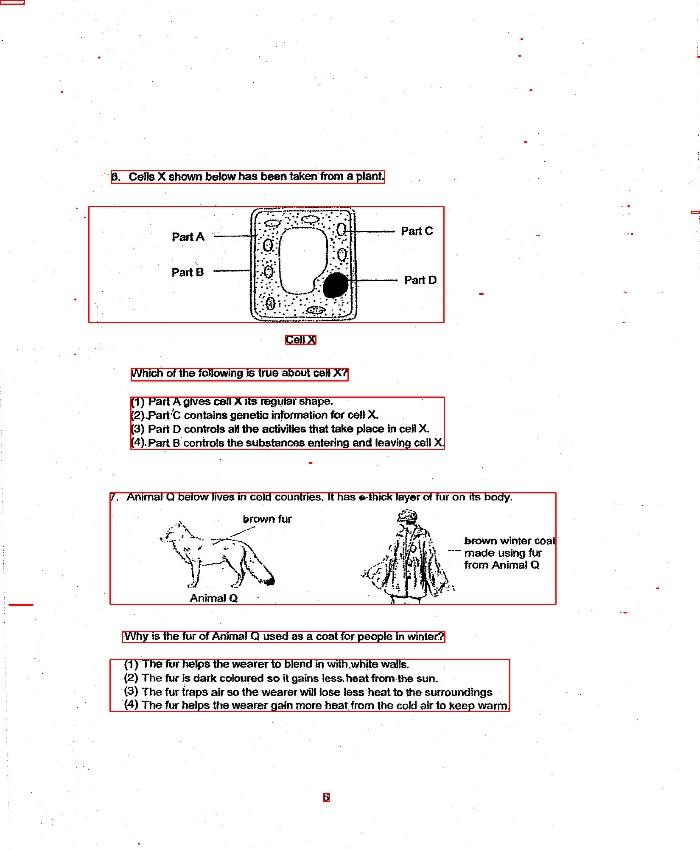 6. Cells X shown below has been taken from a plant.
Part A
Part C
Part B
Part D
Cell X
Which of the following is true about cell X?
(1) Part A gives cell X its regular shape.
(2) Part C contains genetic information for cell X.
(3) Part D controls all the activities that take place in cell X.
(4) Part B controls the substances entering and leaving cell X.
7. Animal Q below lives in cold countries. It has a thick layer of fur on its body.
brown fur
brown winter coat
made using fur
from Animal Q
Animal Q
Why is the fur of Animal Q used as a coat for people in winter?
(1) The fur helps the wearer to blend in with white walls.
(2) The fur is dark coloured so it gains less heat from the sun.
(3) The fur traps air so the wearer will lose less heat to the surroundings
(4) The fur helps the wearer gain more heat from the cold air to keep warm.
6